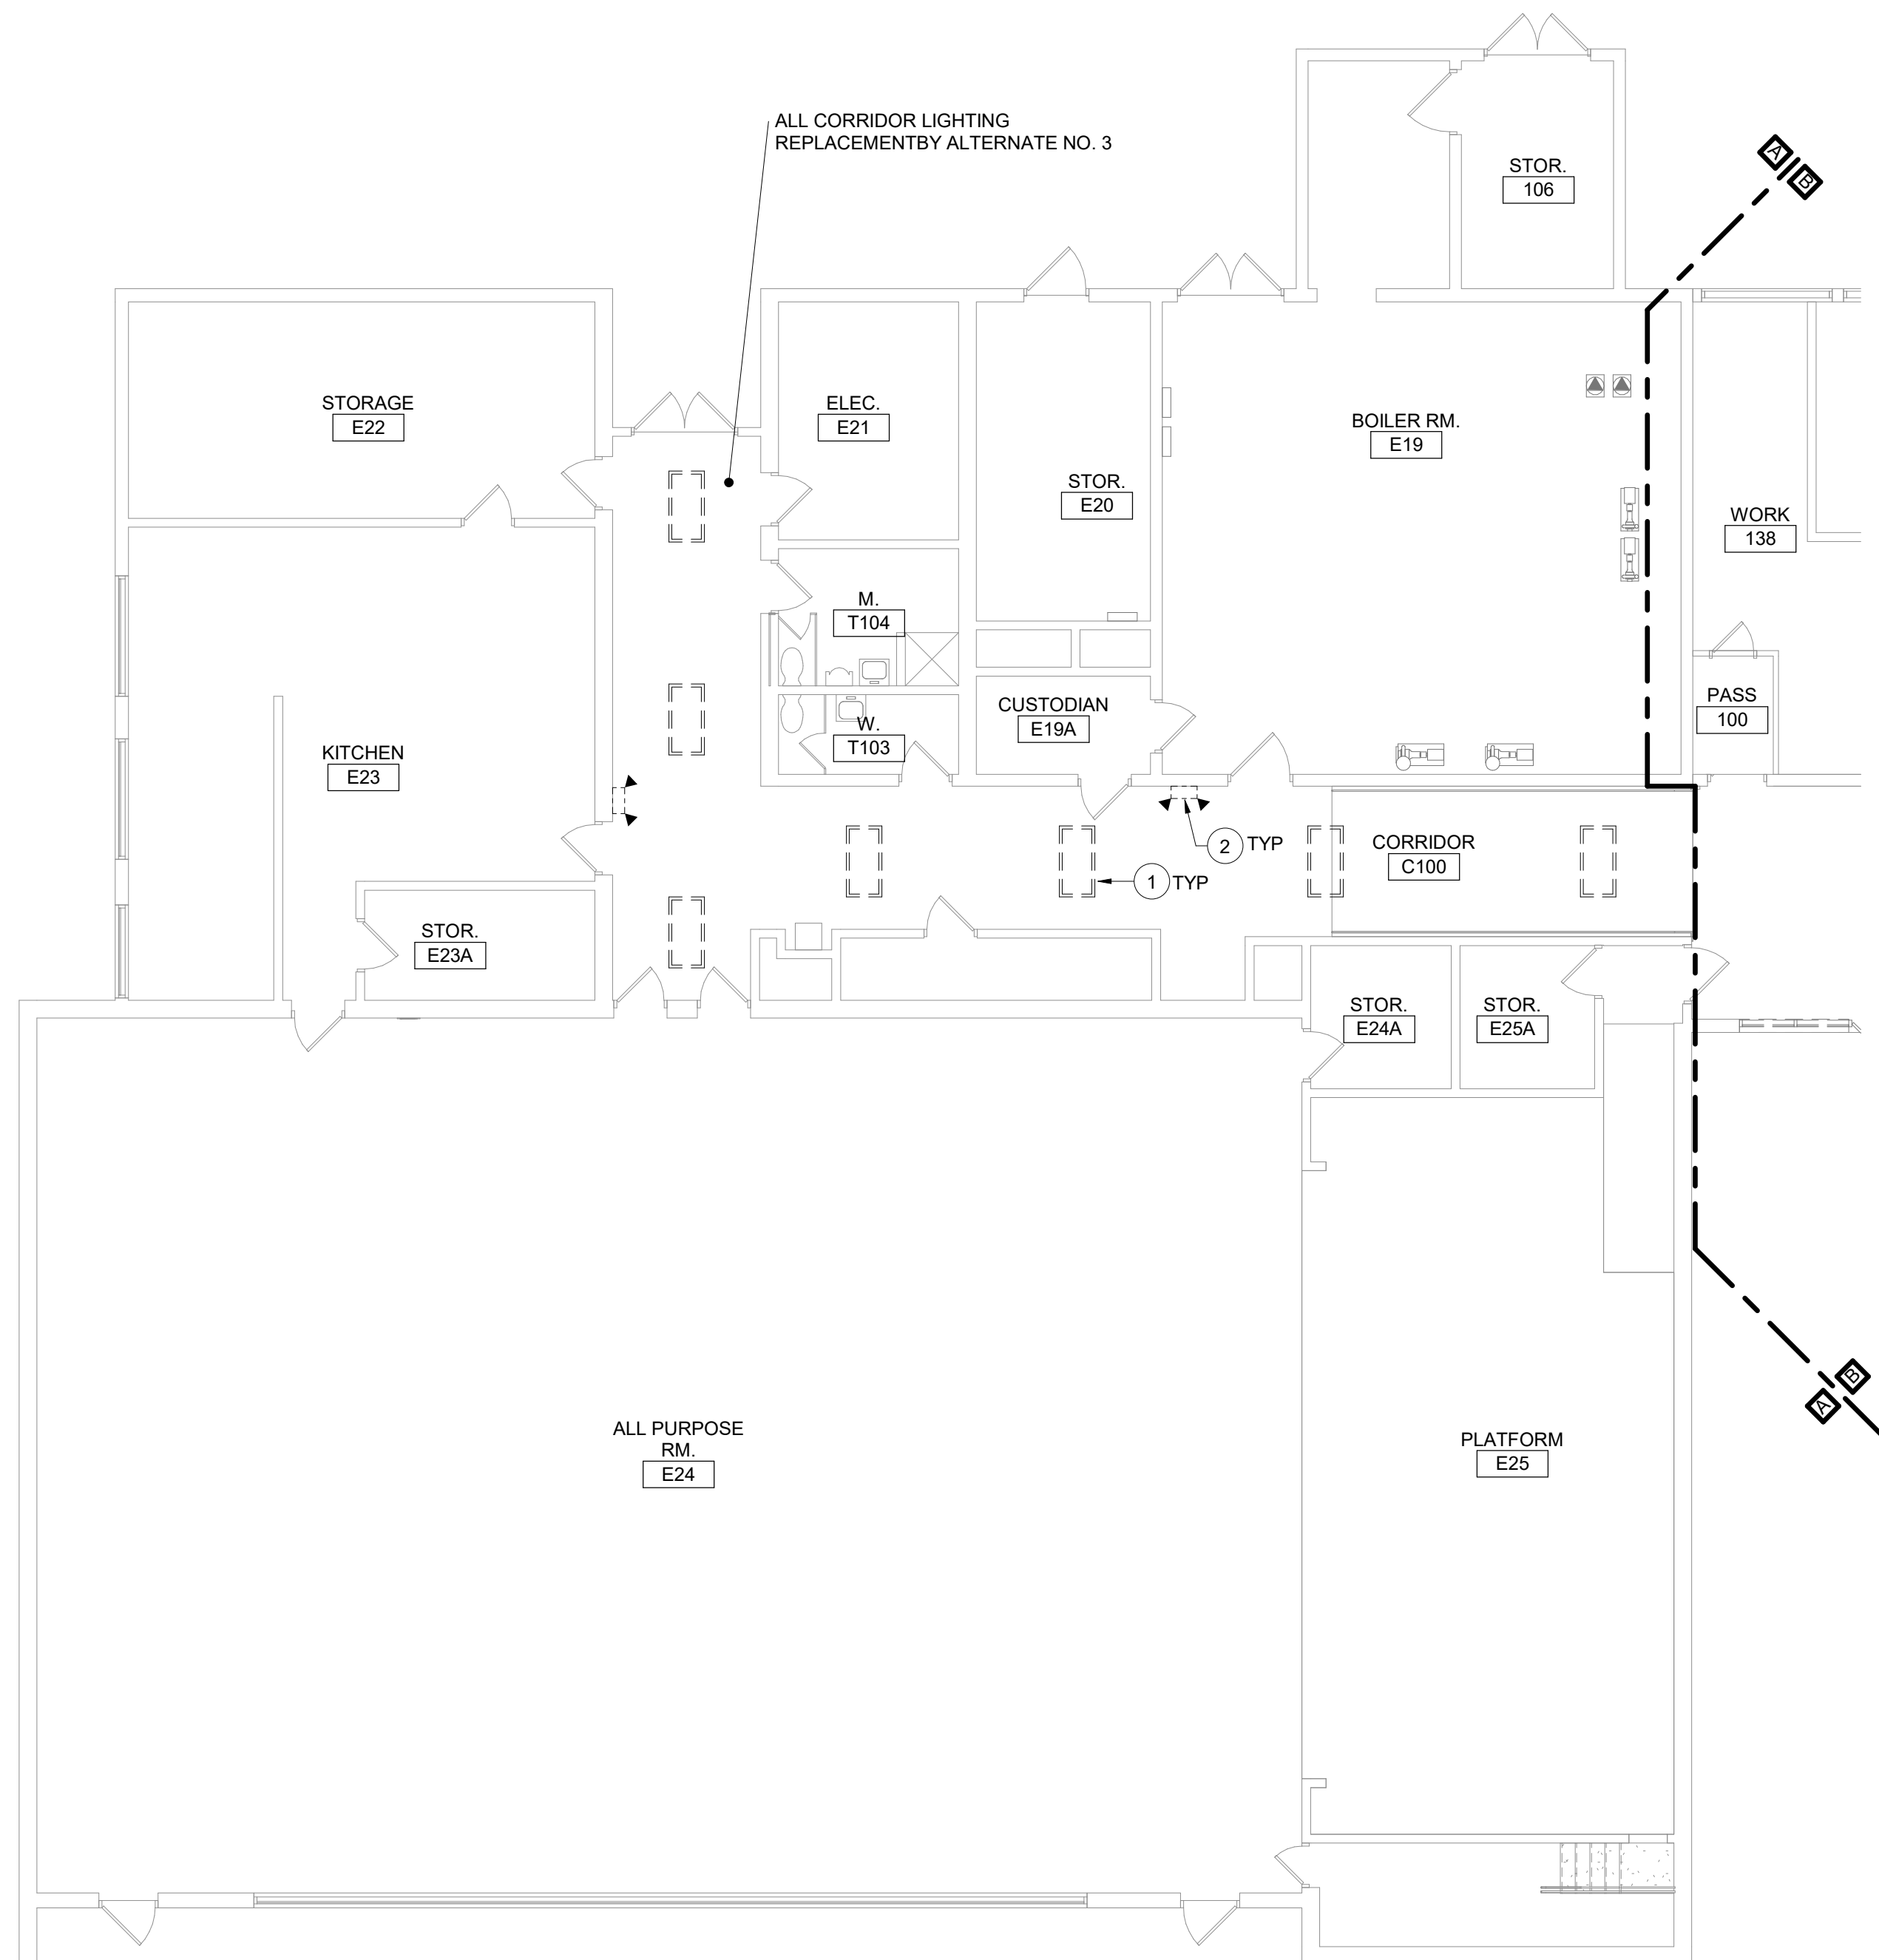 ALL CORRIDOR LIGHTING
REPLACEMENTBY ALTERNATE NO. 3
STOR.
106
A
B
STORAGE
E22
ELEC.
E21
STOR.
E20
BOILER RM.
E19
WORK
138
M.
T104
W.
T103
CUSTODIAN
E19A
PASS
100
KITCHEN
E23
2 TYP
1 TYP
CORRIDOR
C100
STOR.
E23A
STOR.
E24A
STOR.
E25A
ALL PURPOSE
RM.
E24
PLATFORM
E25
B
A